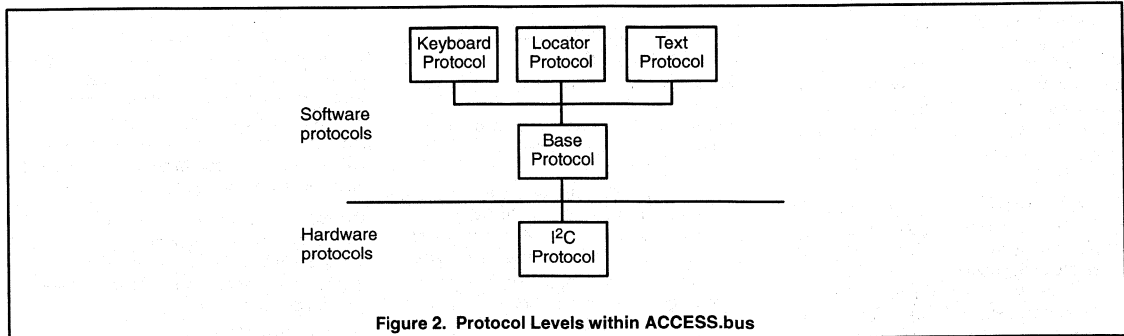 Keyboard
Protocol
Locator
Protocol
Text
Protocol
Software
protocols
Base
Protocol
Hardware
protocols
I²C
Protocol
Figure 2. Protocol Levels within ACCESS.bus